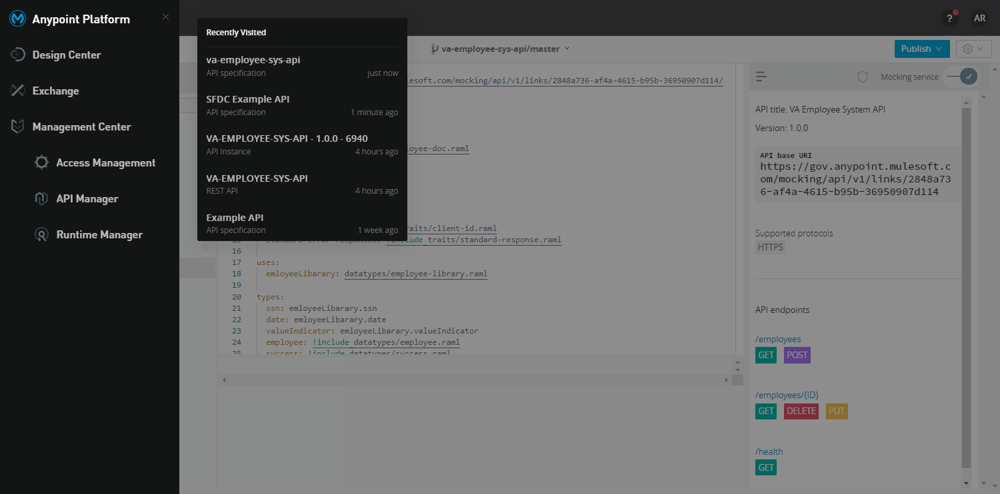 Anypoint Platform
Design Center
Exchange
Management Center
Access Management
API Manager
Runtime Manager
Recently Visited
va-employee-sys-api
API specification just now
SFDC Example API
API specification 1 minute ago
VA-EMPLOYEE-SYS-API - 1.0.0 - 6940
API Instance 4 hours ago
VA-EMPLOYEE-SYS-API
REST API 4 hours ago
Example API
API specification 1 week ago
? AR
va-employee-sys-api/master
Publish
ulesoft.com/mocking/api/v1/links/2848a736-af4a-4615-b95b-36950907d114/
oyee-doc.raml
raits/client-id.raml
traits/standard-response.raml
16
17 uses:
18 emloyeeLibarary: datatypes/employee-library.raml
19
20 types:
21 ssn: emloyeeLibarary.ssn
22 date: emloyeeLibarary.date
23 valueIndicator: emloyeeLibarary.valueIndicator
24 employee: !include datatypes/employee.raml
25 success: !include datatypes/success.raml
Mocking service
API title: VA Employee System API
Version: 1.0.0
API base URI
https://gov.anypoint.mulesoft.c
om/mocking/api/v1/links/2848a73
6-af4a-4615-b95b-36950907d114
Supported protocols
HTTPS
API endpoints
/employees
GET POST
/employees/{ID}
GET DELETE PUT
/health
GET